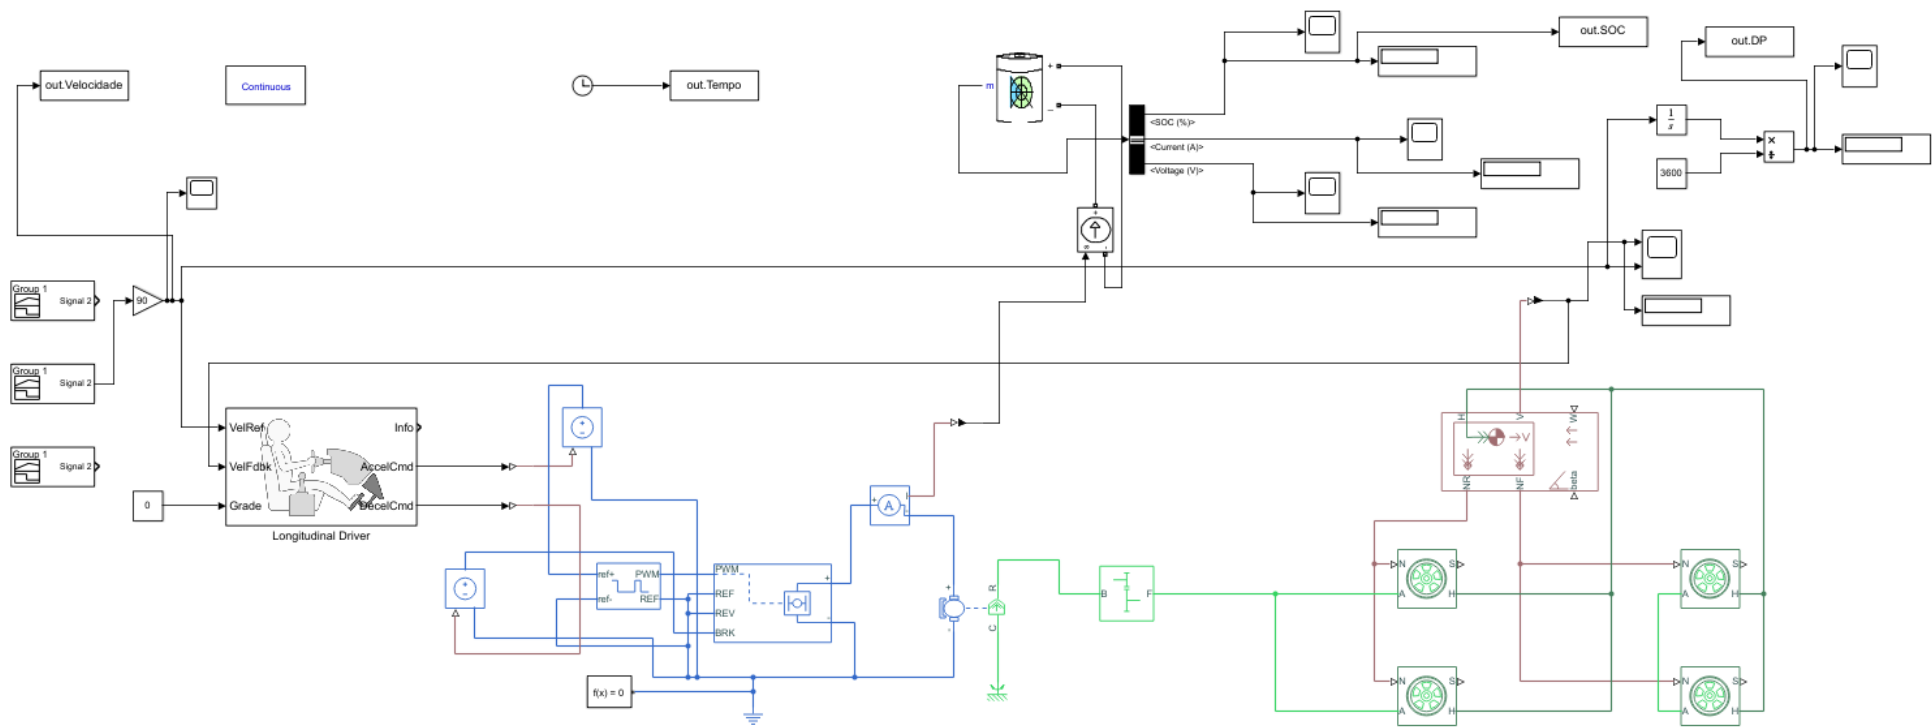 out.Velocidade
Continuous
out.Tempo
m
+
_
<SOC (%)>
<Current (A)>
<Voltage (V)>
out.SOC
out.DP
1
s
×
÷
3600
Group 1
Signal 2
90
Group 1
Signal 2
Group 1
Signal 2
0
VelRef
VelFdbk
Grade
Info
AccelCmd
DecelCmd
Longitudinal Driver
+
-
+
-
ref+
ref-
PWM
REF
PWM
REF
REV
BRK
+
-
f(x) = 0
+
A
I
+
-
R
C
B
F
H
V
W
V
NR
NF
beta
N
S
A
H
N
S
A
H
N
S
A
H
N
S
A
H